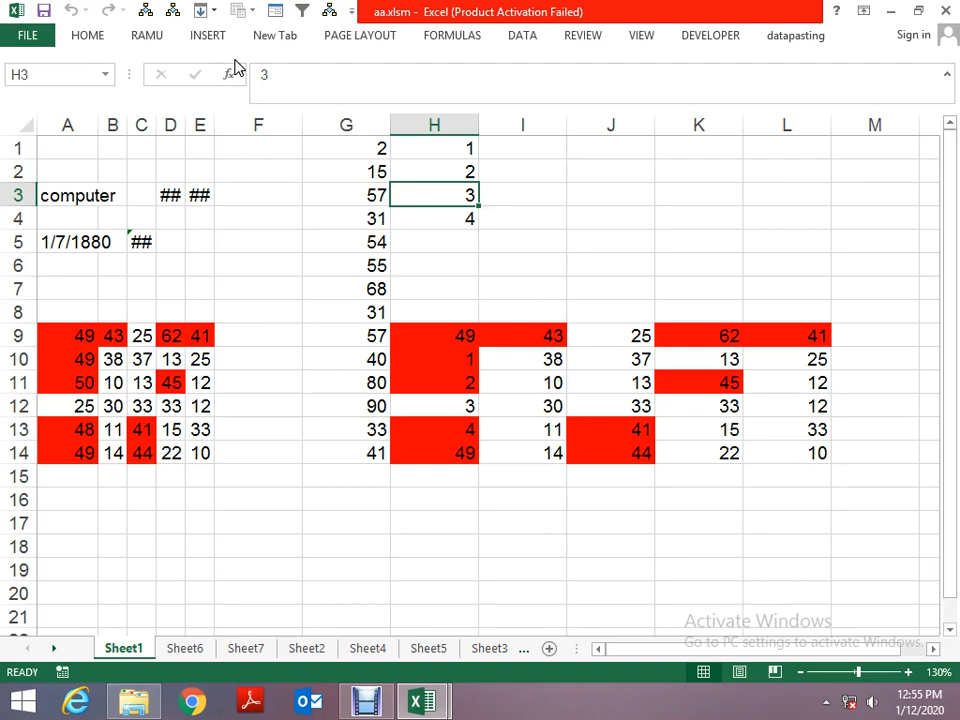 aa.xlsm - Excel (Product Activation Failed)
FILE HOME RAMU INSERT New Tab PAGE LAYOUT FORMULAS DATA REVIEW VIEW DEVELOPER datapasting Sign in
H3 fx 3
A B C D E F G H I J K L M
1 2 1
2 15 2
3 computer ## ## 57 3
4 31 4
5 1/7/1880 ## 54
6 55
7 68
8 31
9 49 43 25 62 41 57 49 43 25 62 41
10 49 38 37 13 25 40 1 38 37 13 25
11 50 10 13 45 12 80 2 10 13 45 12
12 25 30 33 33 12 90 3 30 33 33 12
13 48 11 41 15 33 33 4 11 41 15 33
14 49 14 44 22 10 41 49 14 44 22 10
15
16
17
18
19
20
21
Activate Windows
Go to PC settings to activate Windows.
Sheet1 Sheet6 Sheet7 Sheet2 Sheet4 Sheet5 Sheet3 ...
READY 130%
12:55 PM
1/12/2020